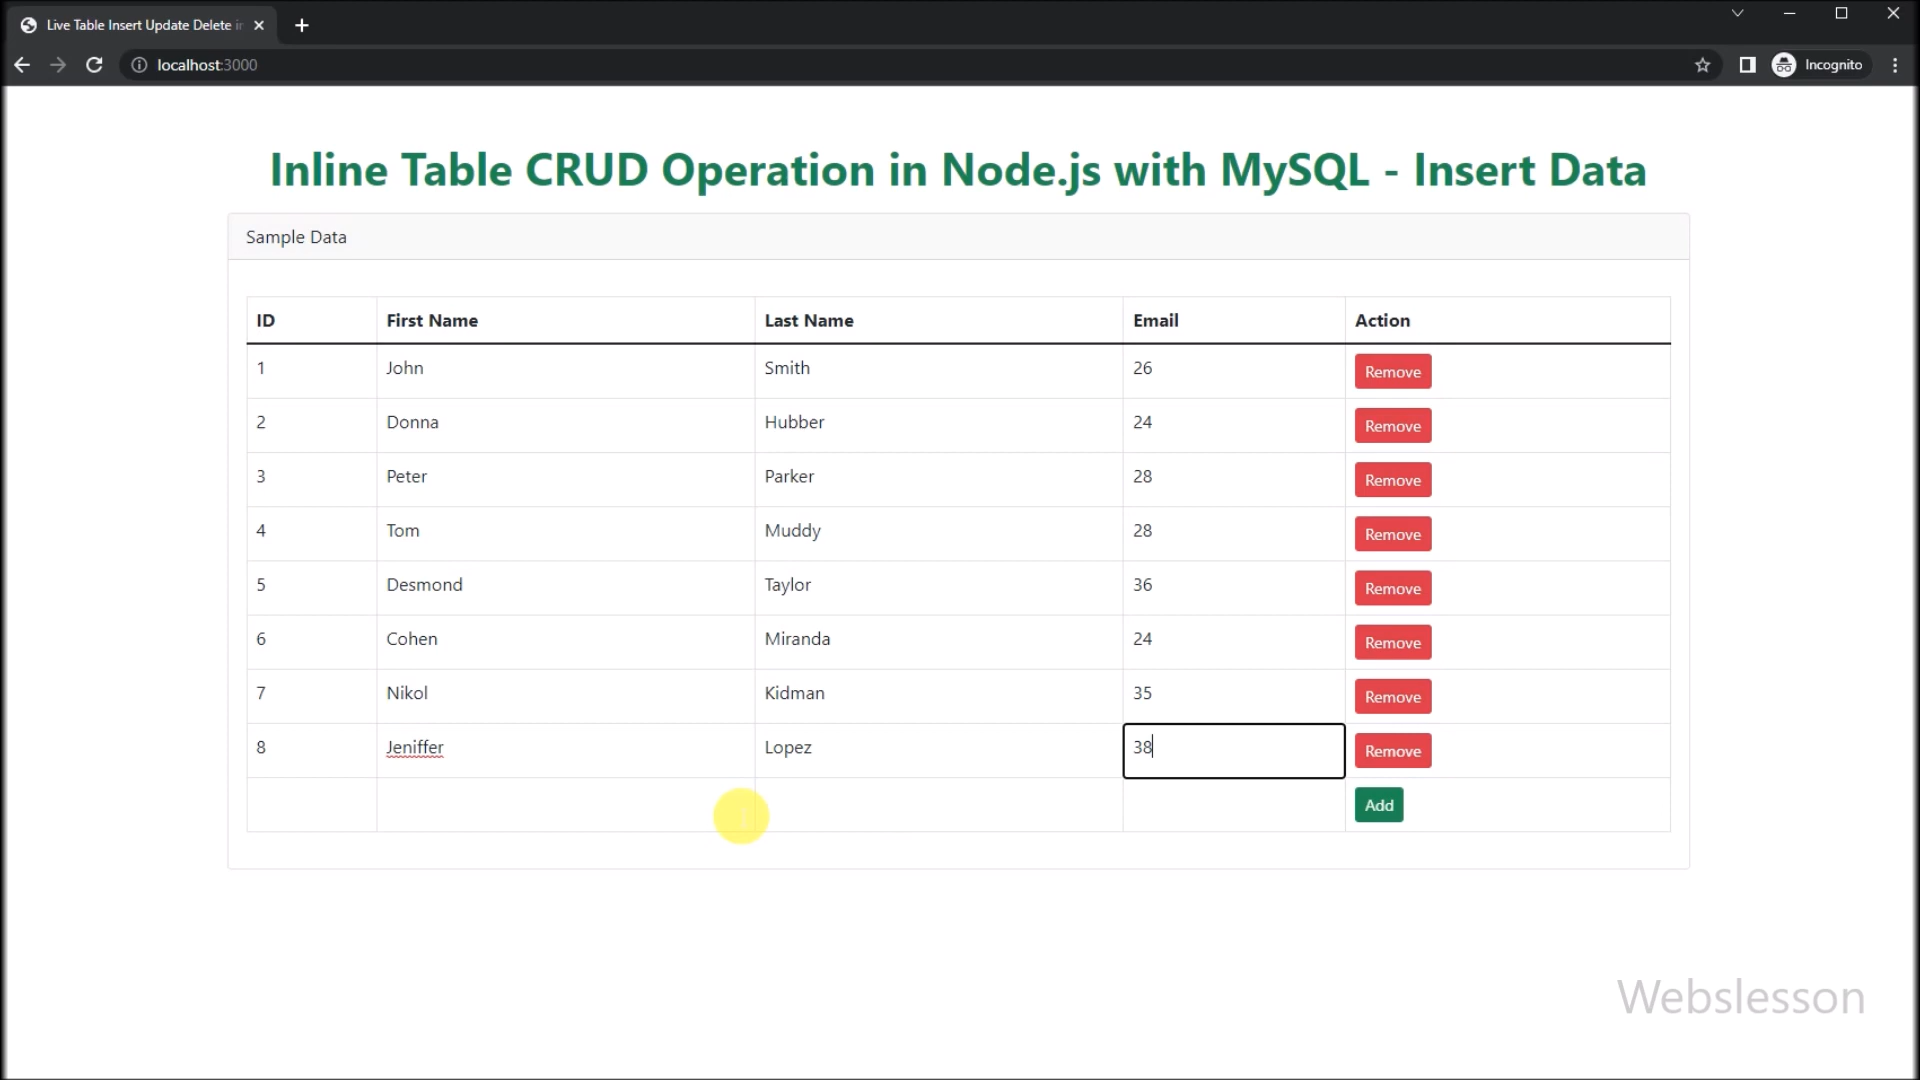 Live Table Insert Update Delete in
localhost:3000
Incognito
Inline Table CRUD Operation in Node.js with MySQL - Insert Data
Sample Data
ID First Name Last Name Email Action
1 John Smith 26 Remove
2 Donna Hubber 24 Remove
3 Peter Parker 28 Remove
4 Tom Muddy 28 Remove
5 Desmond Taylor 36 Remove
6 Cohen Miranda 24 Remove
7 Nikol Kidman 35 Remove
8 Jeniffer Lopez 38 Remove
Add
Webslesson